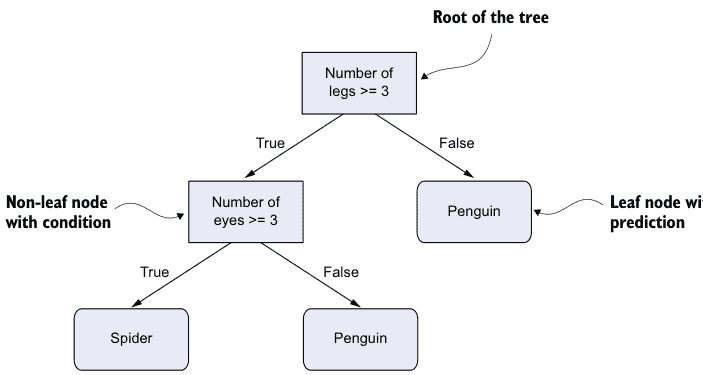 Root of the tree
Number of
legs >= 3
True
False
Non-leaf node
with condition
Number of
eyes >= 3
Penguin
Leaf node
prediction
True
False
Spider
Penguin